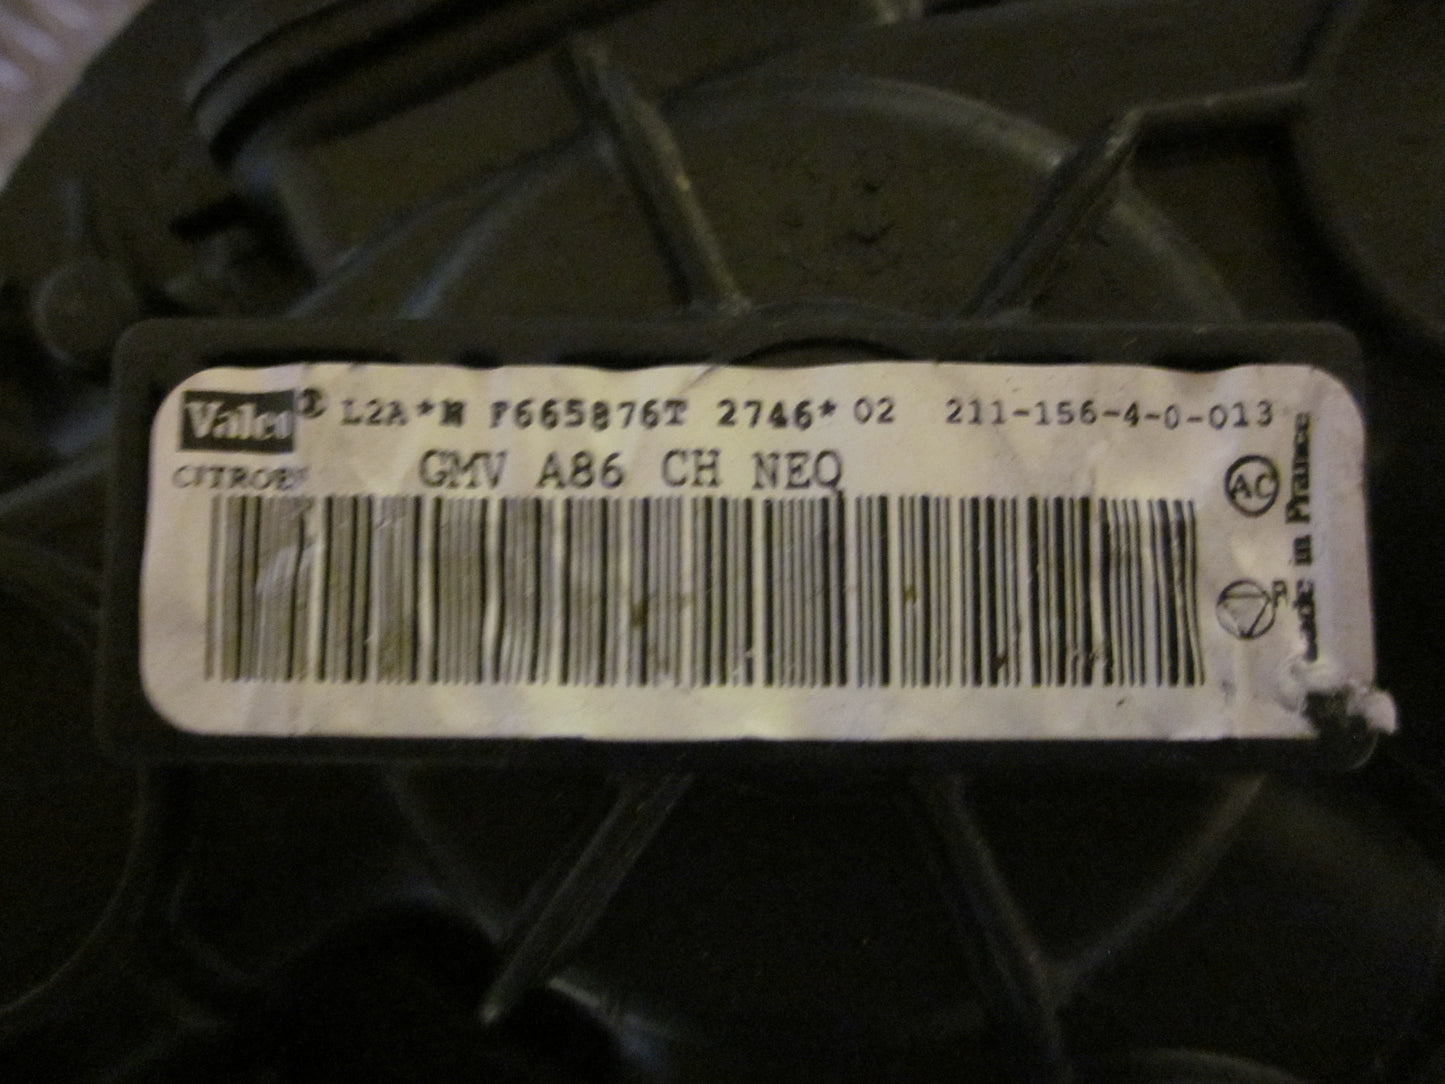 Valeo ® L2A*N F665876T 2746* 02 211-156-4-0-013
CITROEN GMV A86 CH NEQ
AC
R
Made in France